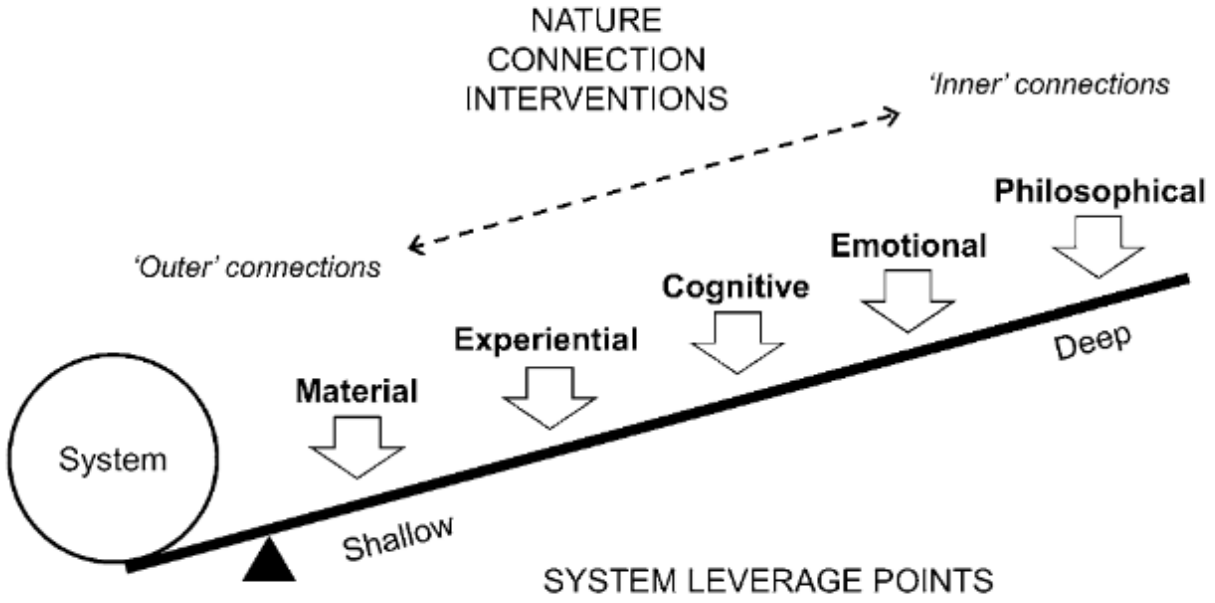 NATURE
CONNECTION
INTERVENTIONS
'Inner' connections
'Outer' connections
Philosophical
Emotional
Cognitive
Experiential
Material
System
Deep
Shallow
SYSTEM LEVERAGE POINTS